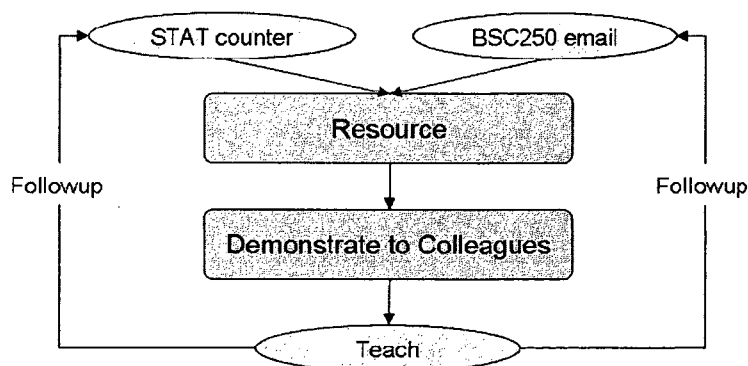 STAT counter
BSC250 email
Resource
Followup
Followup
Demonstrate to Colleagues
Teach